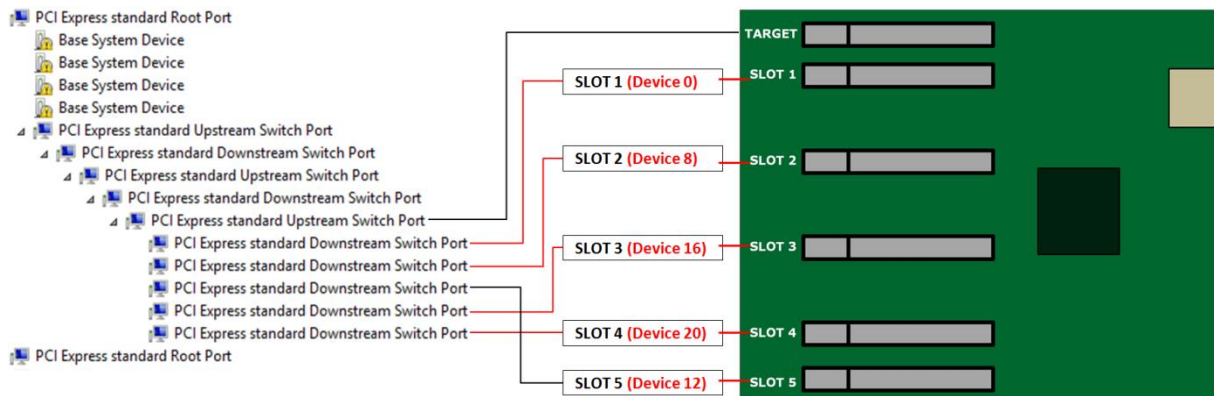 PCI Express standard Root Port
Base System Device
Base System Device
Base System Device
Base System Device
PCI Express standard Upstream Switch Port
PCI Express standard Downstream Switch Port
PCI Express standard Upstream Switch Port
PCI Express standard Downstream Switch Port
PCI Express standard Upstream Switch Port
PCI Express standard Downstream Switch Port
PCI Express standard Downstream Switch Port
PCI Express standard Downstream Switch Port
PCI Express standard Downstream Switch Port
PCI Express standard Downstream Switch Port
PCI Express standard Root Port
SLOT 1 (Device 0)
SLOT 2 (Device 8)
SLOT 3 (Device 16)
SLOT 4 (Device 20)
SLOT 5 (Device 12)
TARGET
SLOT 1
SLOT 2
SLOT 3
SLOT 4
SLOT 5